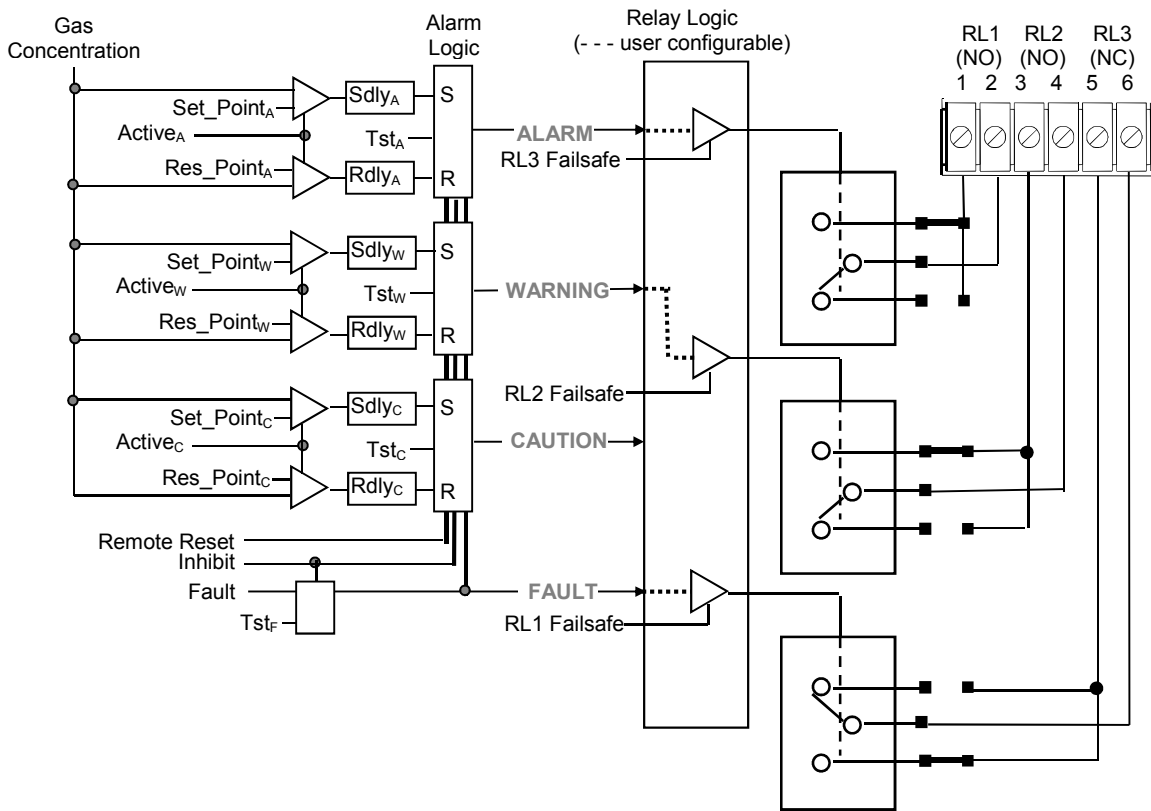 Gas
Concentration
Alarm
Logic
Relay Logic
(- - - user configurable)
RL1 RL2 RL3
(NO) (NO) (NC)
1 2 3 4 5 6
Set_PointA
SdlyA
S
ActiveA
TstA
ALARM
RL3 Failsafe
Res_PointA
RdlyA
R
Set_PointW
SdlyW
S
ActiveW
TstW
WARNING
Res_PointW
RdlyW
R
RL2 Failsafe
Set_PointC
SdlyC
S
ActiveC
TstC
CAUTION
Res_PointC
RdlyC
R
Remote Reset
Inhibit
Fault
FAULT
TstF
RL1 Failsafe